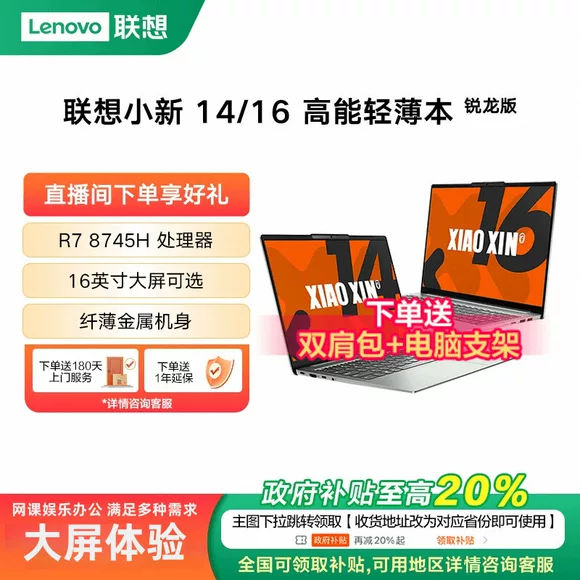 Lenovo 联想
联想小新 14/16 高能轻薄本 锐龙版
直播间下单享好礼
R7 8745H 处理器
16英寸大屏可选
纤薄金属机身
下单送180天
上门服务
下单送
1年延保
*详情咨询客服
14
XIAO XIN
16
XIAO XIN
下单送
双肩包+电脑支架
网课娱乐办公 满足多种需求
大屏体验
政府补贴至高20%
主图下拉跳转领取【收货地址改为对应省份即可使用】
政府补贴 再减20%起 领取补贴 >
全国可领取补贴,可用地区详情咨询客服